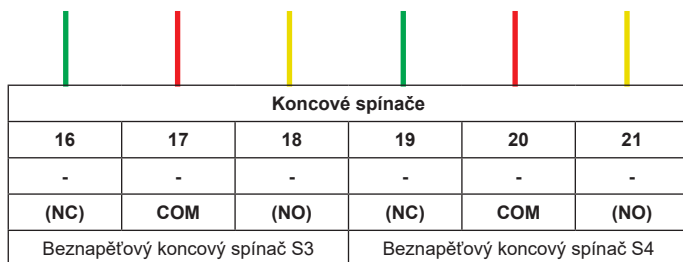 Koncové spínače
16 17 18 19 20 21
- - - - - -
(NC) COM (NO) (NC) COM (NO)
Beznapěťový koncový spínač S3 Beznapěťový koncový spínač S4